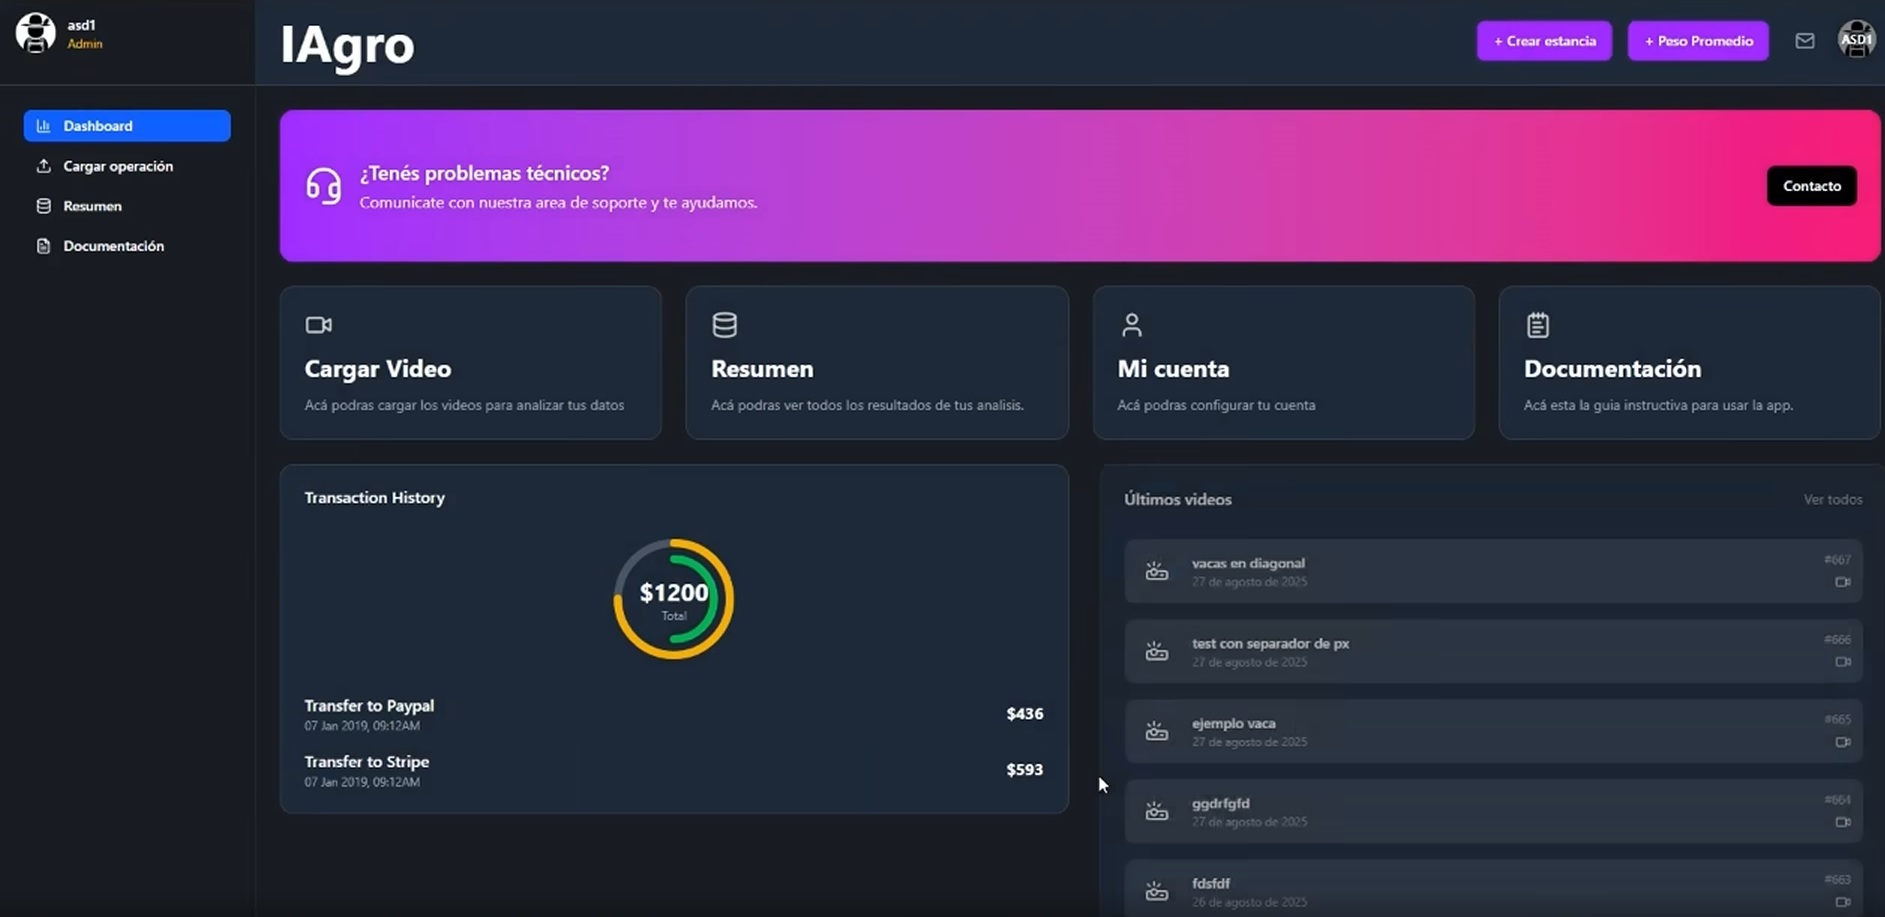 asd1
Admin
IAgro
+ Crear estancia
+ Peso Promedio
ASD1
Dashboard
Cargar operación
Resumen
Documentación
¿Tenés problemas técnicos?
Comunícate con nuestra area de soporte y te ayudamos.
Contacto
Cargar Video
Acá podras cargar los videos para analizar tus datos
Resumen
Acá podras ver todos los resultados de tus analisis.
Mi cuenta
Acá podras configurar tu cuenta
Documentación
Acá esta la guia instructiva para usar la app.
Transaction History
$1200
Total
Transfer to Paypal
07 Jan 2019, 09:12AM
$436
Transfer to Stripe
07 Jan 2019, 09:12AM
$593
Últimos videos
Ver todos
vacas en diagonal
27 de agosto de 2025
#667
test con separador de px
27 de agosto de 2025
#666
ejemplo vaca
27 de agosto de 2025
#665
ggdrfgfd
27 de agosto de 2025
#664
fdsfdf
26 de agosto de 2025
#663